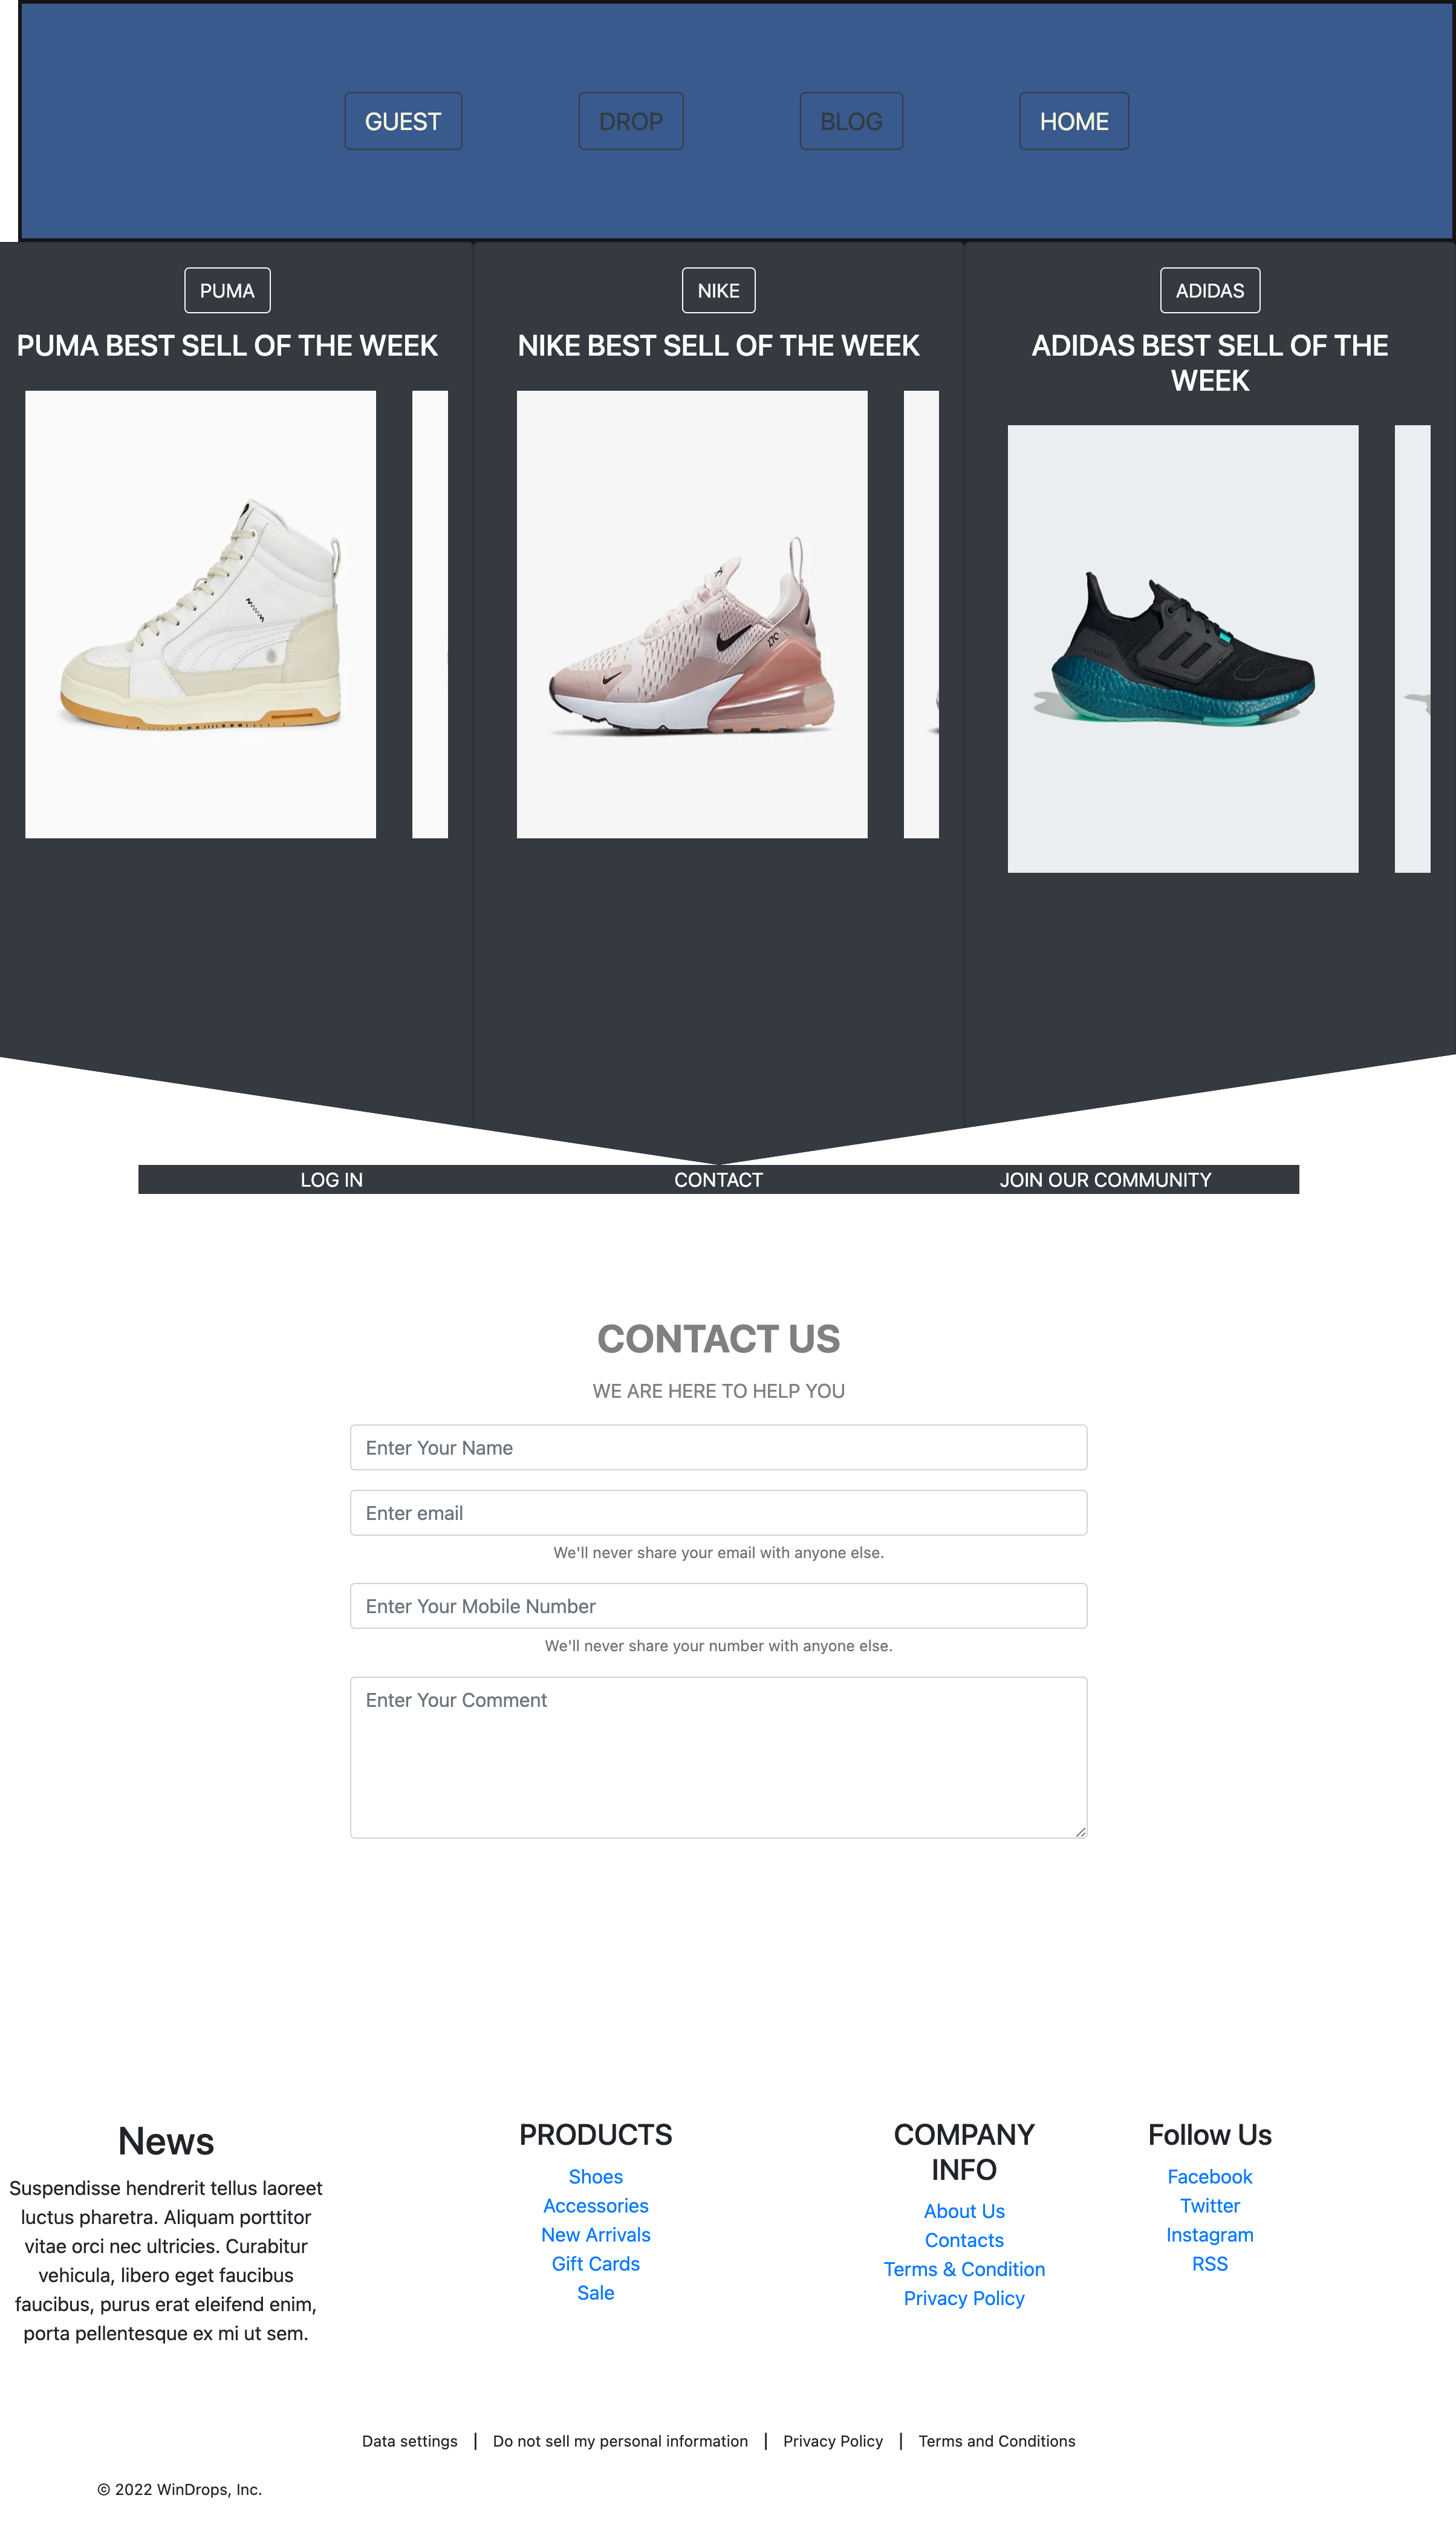 GUEST
DROP
BLOG
HOME
PUMA
PUMA BEST SELL OF THE WEEK
NIKE
NIKE BEST SELL OF THE WEEK
ADIDAS
ADIDAS BEST SELL OF THE
WEEK
LOG IN
CONTACT
JOIN OUR COMMUNITY
CONTACT US
WE ARE HERE TO HELP YOU
Enter Your Name
Enter email
We'll never share your email with anyone else.
Enter Your Mobile Number
We'll never share your number with anyone else.
Enter Your Comment
News
Suspendisse hendrerit tellus laoreet
luctus pharetra. Aliquam porttitor
vitae orci nec ultricies. Curabitur
vehicula, libero eget faucibus
faucibus, purus erat eleifend enim,
porta pellentesque ex mi ut sem.
PRODUCTS
Shoes
Accessories
New Arrivals
Gift Cards
Sale
COMPANY
INFO
About Us
Contacts
Terms & Condition
Privacy Policy
Follow Us
Facebook
Twitter
Instagram
RSS
Data settings | Do not sell my personal information | Privacy Policy | Terms and Conditions
© 2022 WinDrops, Inc.